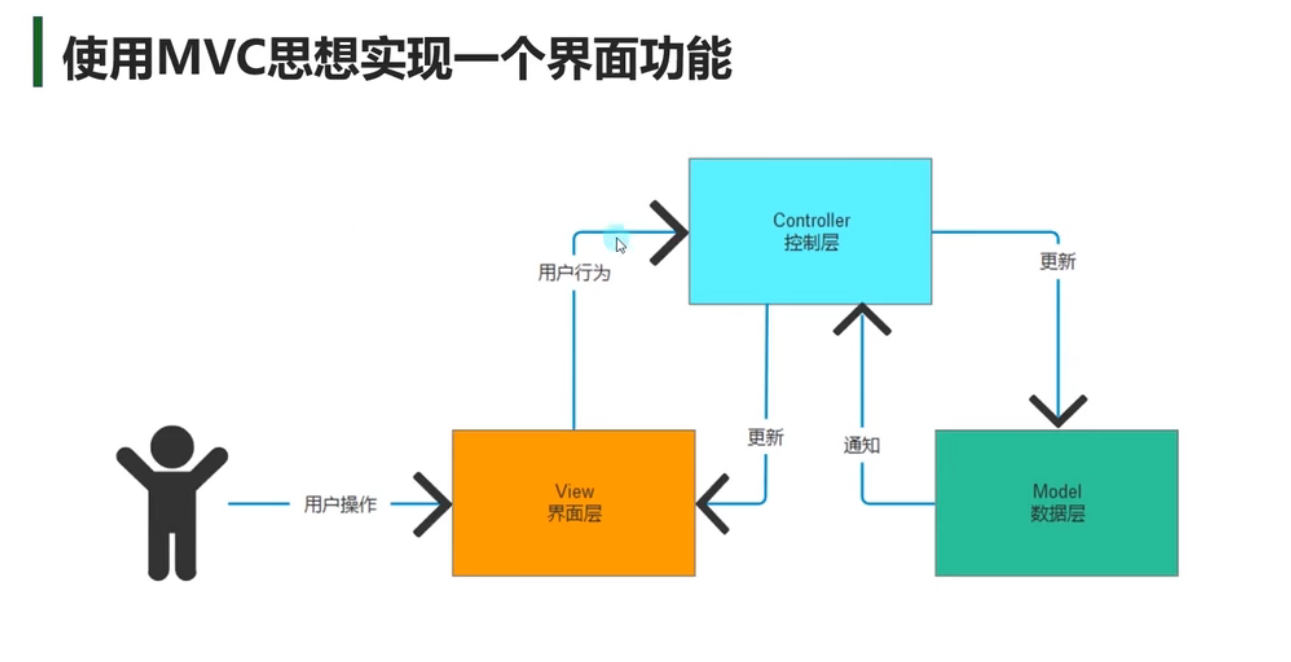 使用MVC思想实现一个界面功能
Controller
控制层
用户行为
更新
更新
通知
用户操作
View
界面层
Model
数据层